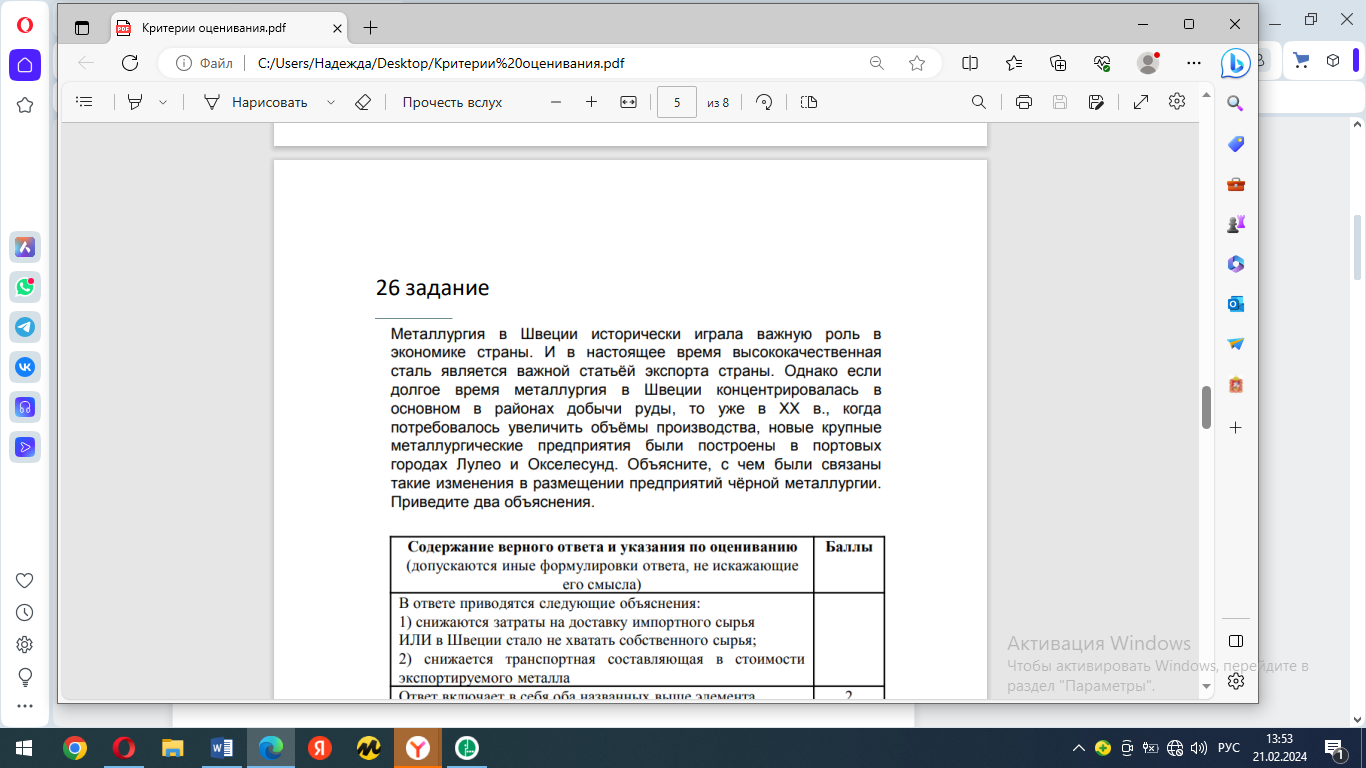 Критерии оценивания.pdf
Файл
C:/Users/Надежда/Desktop/Критерии%20оценивания.pdf
Нарисовать
Прочесть вслух
5
из 8
26 задание
Металлургия в Швеции исторически играла важную роль в
экономике страны. И в настоящее время высококачественная
сталь является важной статьёй экспорта страны. Однако если
долгое время металлургия в Швеции концентрировалась в
основном в районах добычи руды, то уже в XX в., когда
потребовалось увеличить объёмы производства, новые крупные
металлургические предприятия были построены в портовых
городах Лулео и Окселесунд. Объясните, с чем были связаны
такие изменения в размещении предприятий чёрной металлургии.
Приведите два объяснения.
Содержание верного ответа и указания по оцениванию
(допускаются иные формулировки ответа, не искажающие
его смысла)
Баллы
В ответе приводятся следующие объяснения:
1) снижаются затраты на доставку импортного сырья
ИЛИ в Швеции стало не хватать собственного сырья;
2) снижается транспортная составляющая в стоимости
экспортируемого металла
Ответ включает в себя оба названных выше элемента
2
Активация Windows
Чтобы активировать Windows, перейдите в
раздел "Параметры".
РУС
13:53
21.02.2024
1